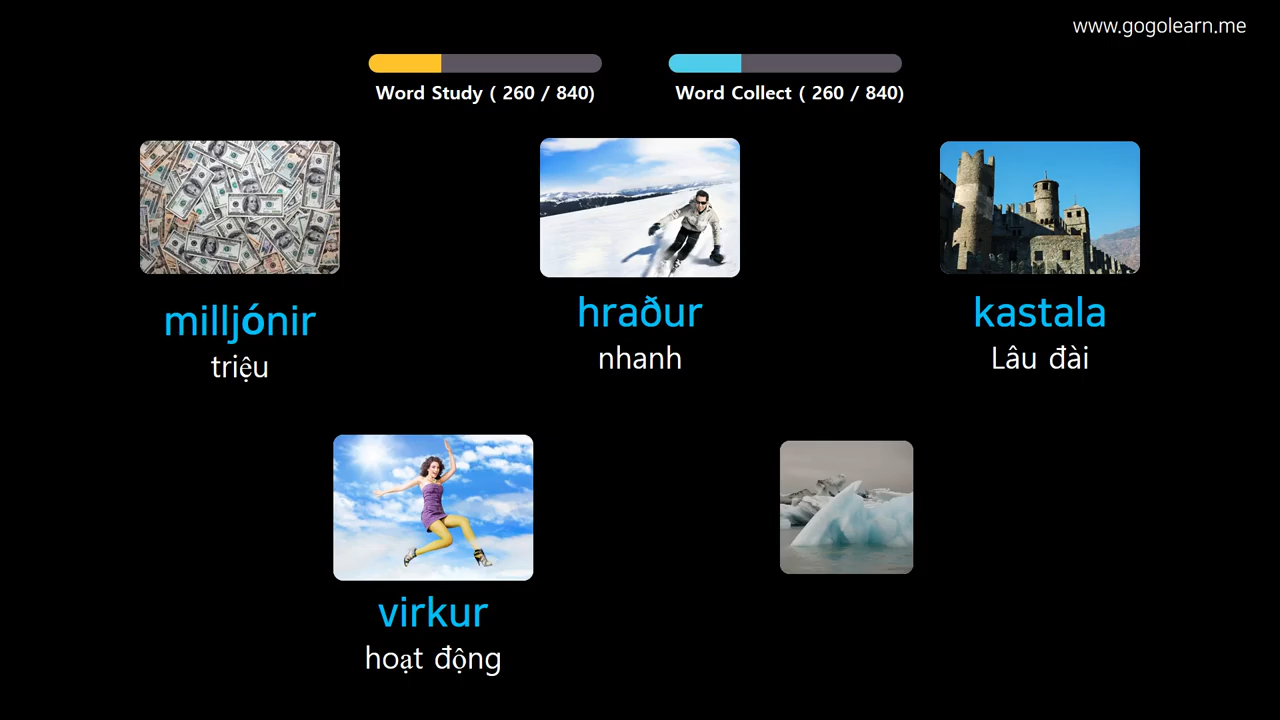 www.gogolearn.me
Word Study ( 260 / 840)
Word Collect ( 260 / 840)
milljónir
triệu
hraður
nhanh
kastala
Lâu đài
virkur
hoạt động